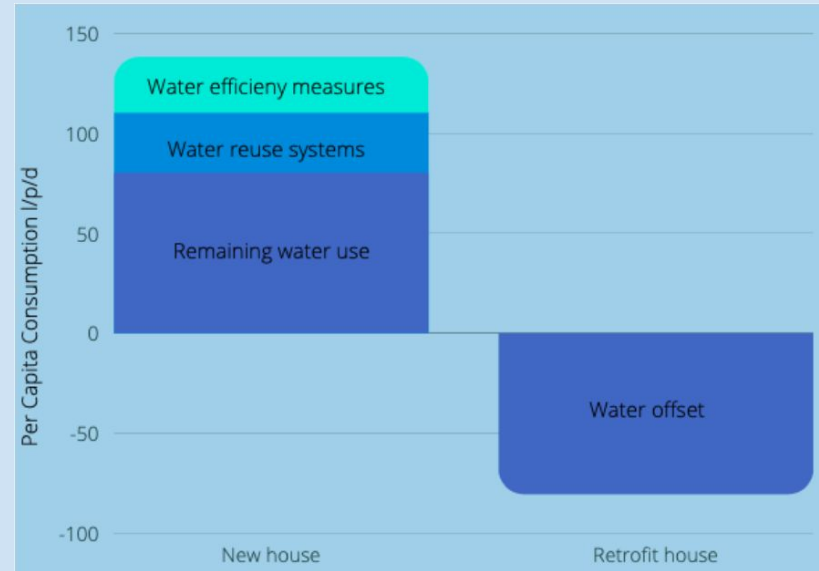 Per Capita Consumption l/p/d
150
100
50
0
-50
-100
Water efficieny measures
Water reuse systems
Remaining water use
Water offset
New house
Retrofit house